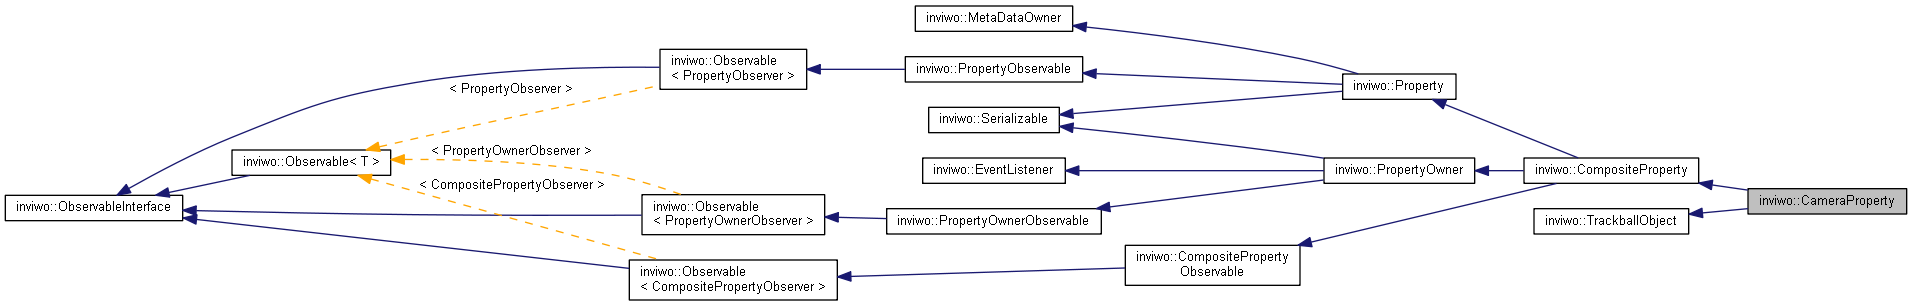 inviwo::MetaDataOwner
inviwo::Observable
< PropertyObserver >
inviwo::PropertyObservable
inviwo::Property
< PropertyObserver >
inviwo::Serializable
inviwo::Observable< T >
< PropertyOwnerObserver >
inviwo::EventListener
inviwo::PropertyOwner
inviwo::CompositeProperty
< CompositePropertyObserver >
inviwo::ObservableInterface
inviwo::Observable
< PropertyOwnerObserver >
inviwo::PropertyOwnerObservable
inviwo::TrackballObject
inviwo::CameraProperty
inviwo::CompositeProperty
Observable
inviwo::Observable
< CompositePropertyObserver >